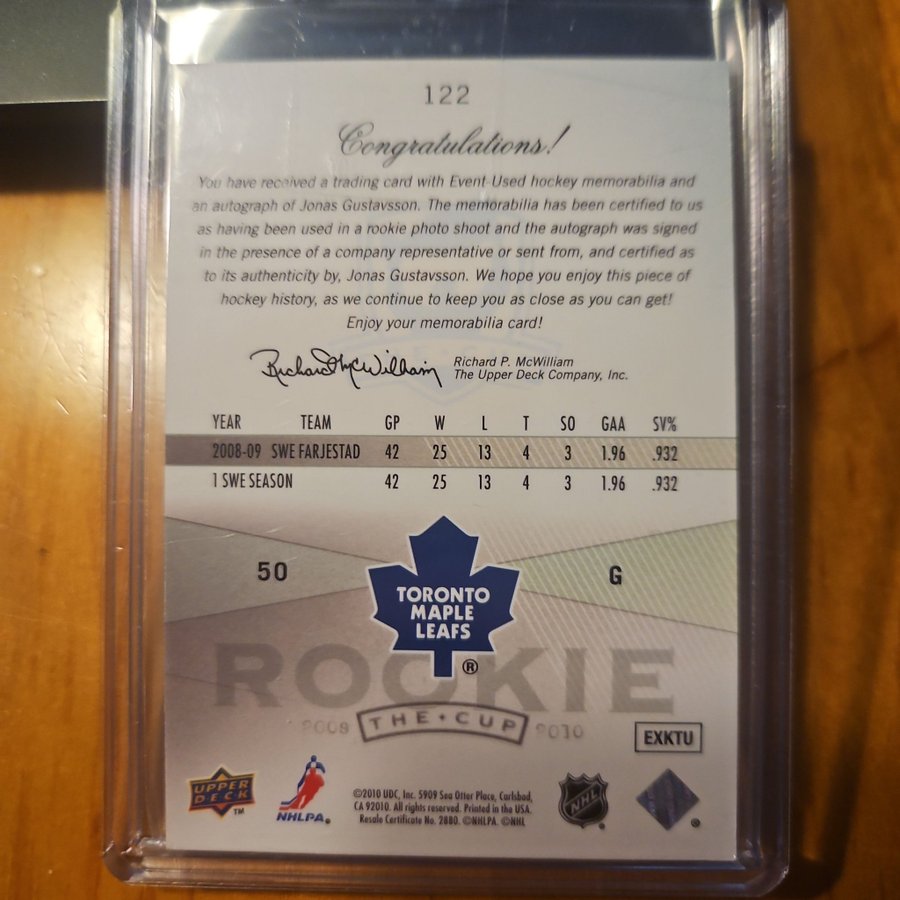 122
Congratulations!
You have received a trading card with Event-Used hockey memorabilia and
an autograph of Jonas Gustavsson. The memorabilia has been certified to us
as having been used in a rookie photo shoot and the autograph was signed
in the presence of a company representative or sent from, and certified as
to its authenticity by, Jonas Gustavsson. We hope you enjoy this piece of
hockey history, as we continue to keep you as close as you can get!
Enjoy your memorabilia card!
Richard McWilliam
Richard P. McWilliam
The Upper Deck Company, Inc.
YEAR TEAM GP W L T SO GAA SV%
2008-09 SWE FARJESTAD 42 25 13 4 3 1.96 .932
1 SWE SEASON 42 25 13 4 3 1.96 .932
50
TORONTO
MAPLE
LEAFS
®
G
ROOKIE
THE CUP
2010
EXKTU
UPPER
DECK
TM
NHLPA®
©2010 UDC, Inc. 5909 Sea Otter Place, Carlsbad,
CA 92010. All rights reserved. Printed in the USA.
Resale Certificate No. 2880. ©NHLPA. ©NHL
NHL
®
®